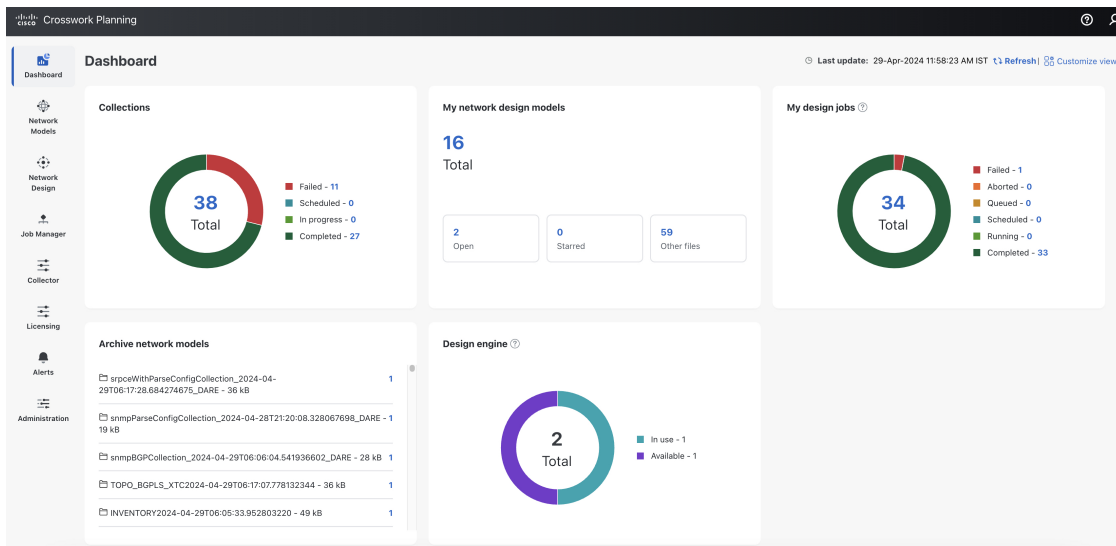 cisco Crosswork Planning
Dashboard
Last update: 29-Apr-2024 11:58:23 AM IST Refresh | Customize view
Dashboard
Network
Models
Network
Design
Job Manager
Collector
Licensing
Alerts
Administration
Collections
38
Total
Failed - 11
Scheduled - 0
In progress - 0
Completed - 27
My network design models
16
Total
2
Open
0
Starred
59
Other files
My design jobs
34
Total
Failed - 1
Aborted - 0
Queued - 0
Scheduled - 0
Running - 0
Completed - 33
Archive network models
srpceWithParseConfigCollection_2024-04-
29T06:17:28.684274675_DARE - 36 kB 1
snmpParseConfigCollection_2024-04-28T21:20:08.328067698_DARE - 1
19 kB
snmpBGPCollection_2024-04-29T06:06:04.541936602_DARE - 28 kB 1
TOPO_BGPLS_XTC2024-04-29T06:17:07.778132344 - 36 kB 1
INVENTORY2024-04-29T06:05:33.952803220 - 49 kB 1
Design engine
2
Total
In use - 1
Available - 1